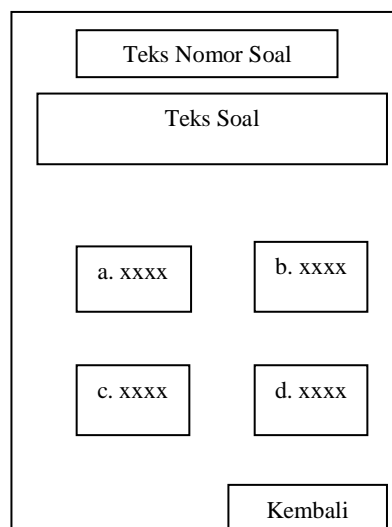 Teks Nomor Soal
Teks Soal
a. xxxx
b. xxxx
c. xxxx
d. xxxx
Kembali